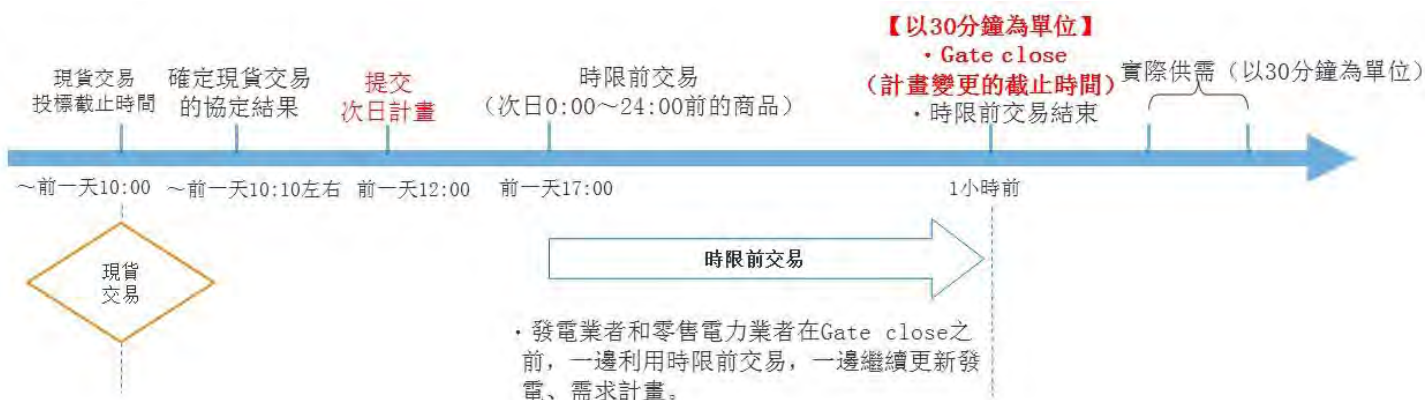 現貨交易
投標截止時間
確定現貨交易
的協定結果
提交
次日計畫
時限前交易
（次日0:00～24:00前的商品）
【以30分鐘為單位】
・Gate close
（計畫變更的截止時間）
・時限前交易結束
實際供需（以30分鐘為單位）
～前一天10:00
～前一天10:10左右
前一天12:00
前一天17:00
1小時前
現貨
交易
時限前交易
・發電業者和零售電力業者在Gate close之
前，一邊利用時限前交易，一邊繼續更新發
電、需求計畫。